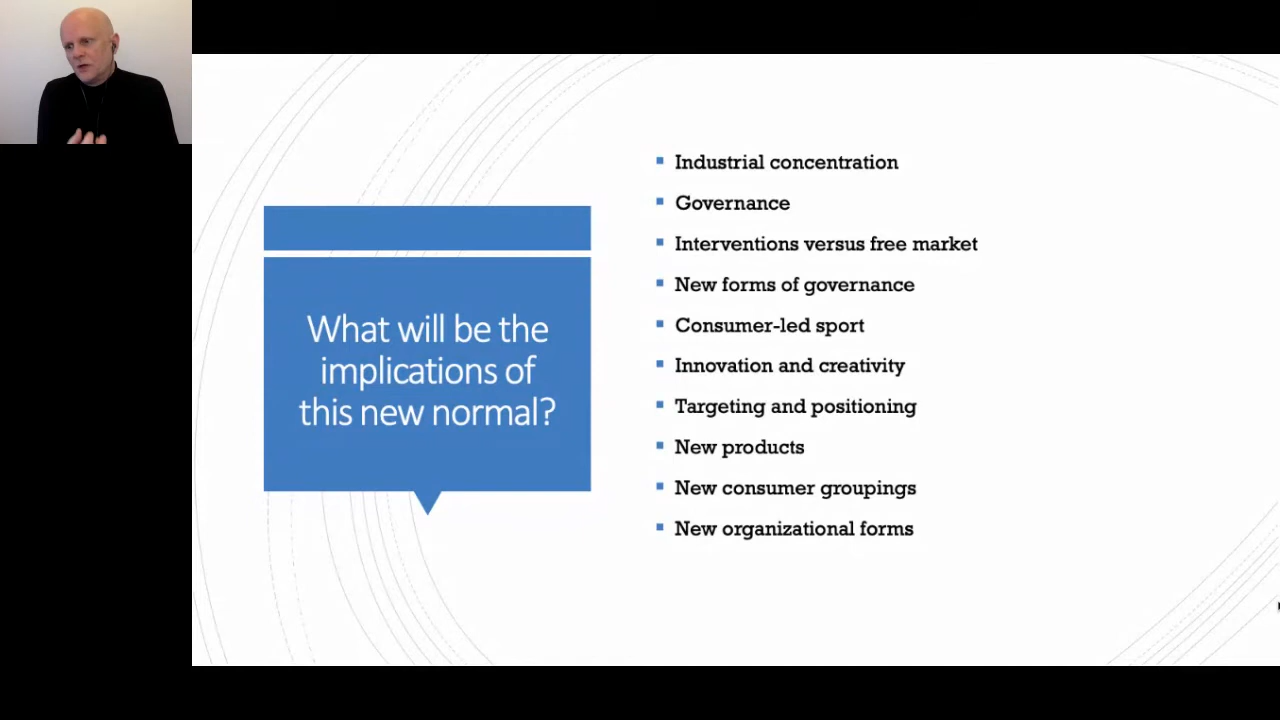 What will be the
implications of
this new normal?
Industrial concentration
Governance
Interventions versus free market
New forms of governance
Consumer-led sport
Innovation and creativity
Targeting and positioning
New products
New consumer groupings
New organizational forms